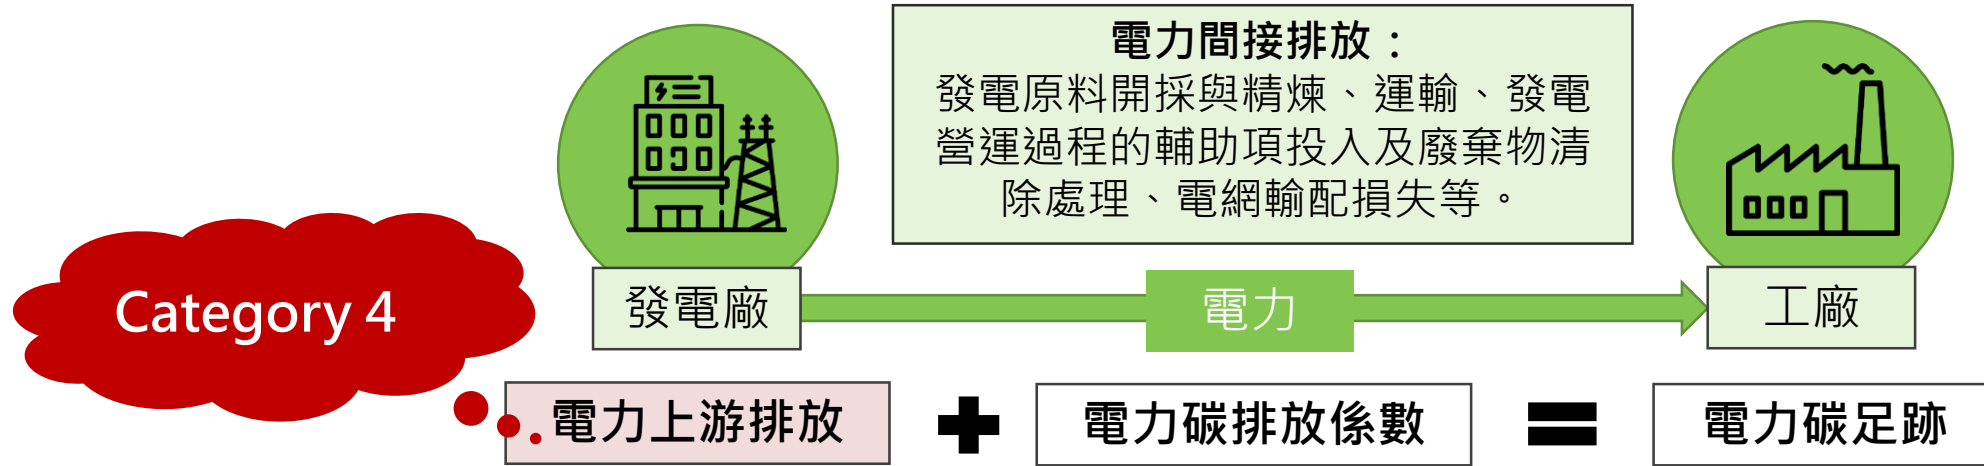 電力間接排放：
發電原料開採與精煉、運輸、發電
營運過程的輔助項投入及廢棄物清
除處理、電網輸配損失等。
Category 4
發電廠
電力
工廠
電力上游排放
電力碳排放係數
電力碳足跡